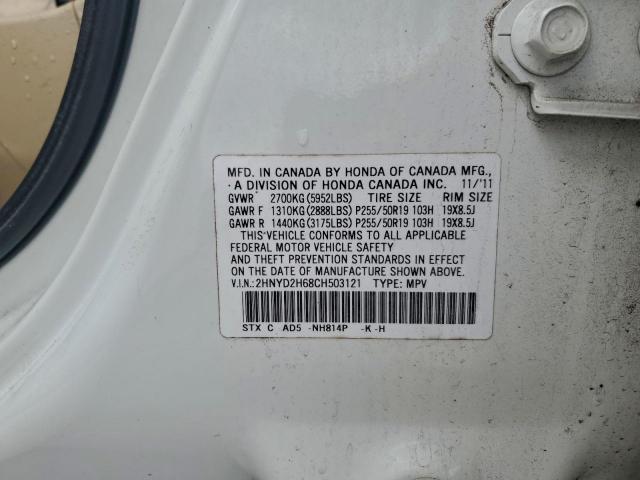 MFD. IN CANADA BY HONDA OF CANADA MFG.,
A DIVISION OF HONDA CANADA INC. 11/'11
GVWR 2700KG(5952LBS) TIRE SIZE RIM SIZE
GAWR F 1310KG(2888LBS) P255/50R19 103H 19X8.5J
GAWR R 1440KG(3175LBS) P255/50R19 103H 19X8.5J
THIS VEHICLE CONFORMS TO ALL APPLICABLE
FEDERAL MOTOR VEHICLE SAFETY
AND THEFT PREVENTION STANDARDS IN EFFECT
ON THE DATE OF MANUFACTURE SHOWN ABOVE.
V.I.N.: 2HNYD2H68CH503121 TYPE: MPV
STX C AD5 -NH814P -K -H